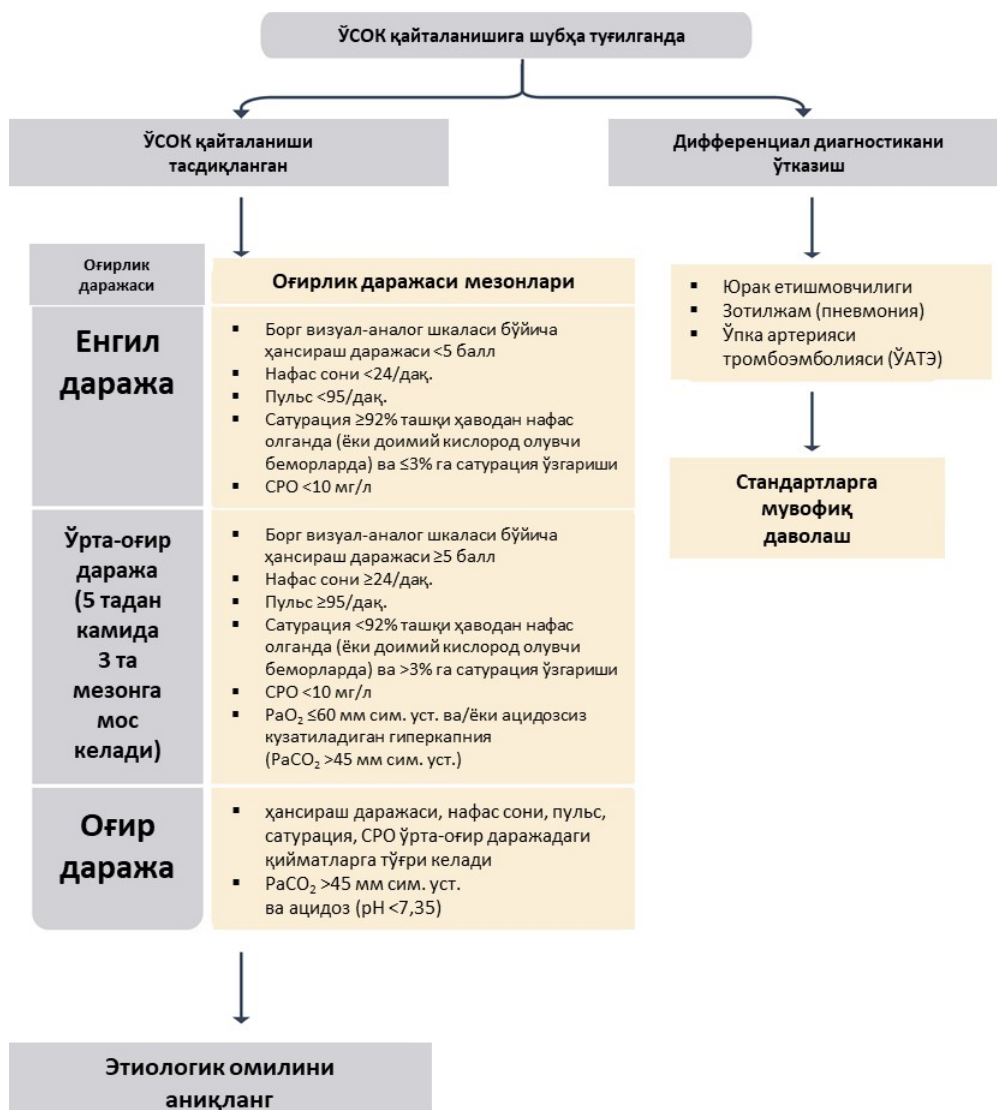 ЎСОК қайталанишига шубҳа туғилганда
ЎСОК қайталаниши
тасдиқланган
Дифференциал диагностикани
ўтказиш
Оғирлик
даражаси
Оғирлик даражаси мезонлари
Енгил
даража
▪ Борг визуал-аналог шкаласи бўйича
ҳансираш даражаси <5 балл
▪ Нафас сони <24/дақ.
▪ Пульс <95/дақ.
▪ Сатурация ≥92% ташқи ҳаводан нафас
олганда (ёки доимий кислород олувчи
беморларда) ва ≤3% га сатурация ўзгариши
▪ СРО <10 мг/л
Ўрта-оғир
даража
(5 тадан
камида
3 та
мезонга
мос
келади)
▪ Борг визуал-аналог шкаласи бўйича
ҳансираш даражаси ≥5 балл
▪ Нафас сони ≥24/дақ.
▪ Пульс ≥95/дақ.
▪ Сатурация <92% ташқи ҳаводан нафас
олганда (ёки доимий кислород олувчи
беморларда) ва >3% га сатурация ўзгариши
▪ СРО <10 мг/л
▪ PaO₂ ≤60 мм сим. уст. ва/ёки ацидозсиз
кузатиладиган гиперкапния
(PaCO₂ >45 мм сим. уст.)
Оғир
даража
▪ ҳансираш даражаси, нафас сони, пульс,
сатурация, СРО ўрта-оғир даражадаги
қийматларга тўғри келади
▪ PaCO₂ >45 мм сим. уст.
ва ацидоз (pH <7,35)
Этиологик омилини
аниқланг
▪ Юрак етишмовчилиги
▪ Зотилжам (пневмония)
▪ Ўпка артерияси
тромбоэмболияси (ЎАТЭ)
Стандартларга
мувофиқ
даволаш